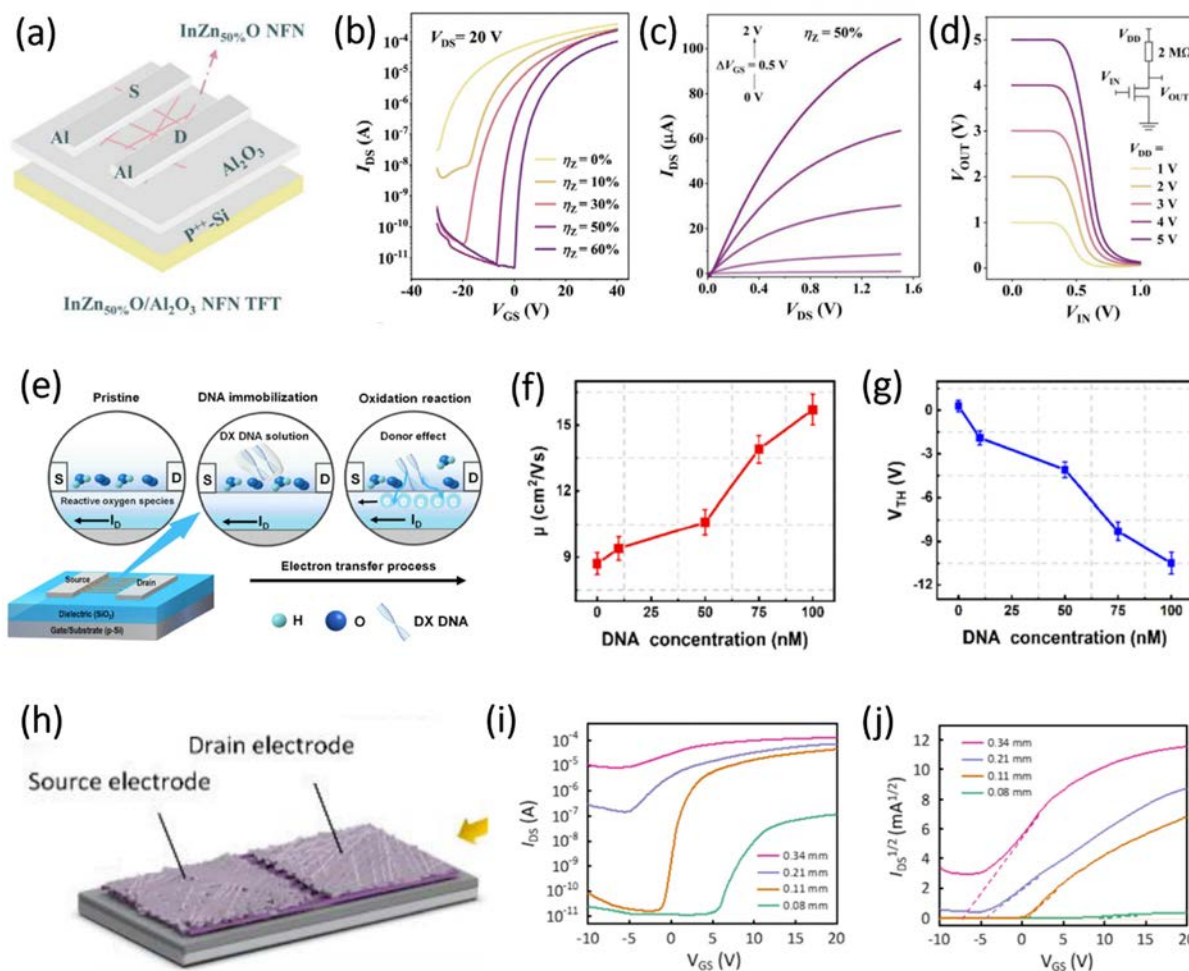 (a)
InZn50%O NFN
S
Al
D
Al
Al2O3
P++-Si
InZn50%O/Al2O3 NFN TFT
(b)
VDS= 20 V
IDS (A)
10-4
10-5
10-6
10-7
10-8
10-9
10-10
10-11
ηZ = 0%
ηZ = 10%
ηZ = 30%
ηZ = 50%
ηZ = 60%
-40 -20 0 20 40
VGS (V)
(c)
2 V
ΔVGS = 0.5 V
0 V
ηZ = 50%
IDS (μA)
100
80
60
40
20
0
0.0 0.5 1.0 1.5
VDS (V)
(d)
VDD
2 MΩ
VIN
VOUT
VOUT (V)
5
4
3
2
1
0
VDD =
1 V
2 V
3 V
4 V
5 V
0.0 0.5 1.0
VIN (V)
(e)
Pristine
DNA immobilization
Oxidation reaction
DX DNA solution
Donor effect
S
D
Reactive oxygen species
ID
ID
ID
Source
Drain
Dielectric (SiO2)
Gate/Substrate (p-Si)
Electron transfer process
H
O
DX DNA
(f)
μ (cm2/Vs)
15
12
9
0 25 50 75 100
DNA concentration (nM)
(g)
VTH (V)
0
-3
-6
-9
-12
0 25 50 75 100
DNA concentration (nM)
(h)
Drain electrode
Source electrode
(i)
IDS (A)
10-4
10-5
10-6
10-7
10-8
10-9
10-10
10-11
0.34 mm
0.21 mm
0.11 mm
0.08 mm
-10 -5 0 5 10 15 20
VGS (V)
(j)
IDS1/2 (mA1/2)
12
10
8
6
4
2
0
0.34 mm
0.21 mm
0.11 mm
0.08 mm
-10 -5 0 5 10 15 20
VGS (V)